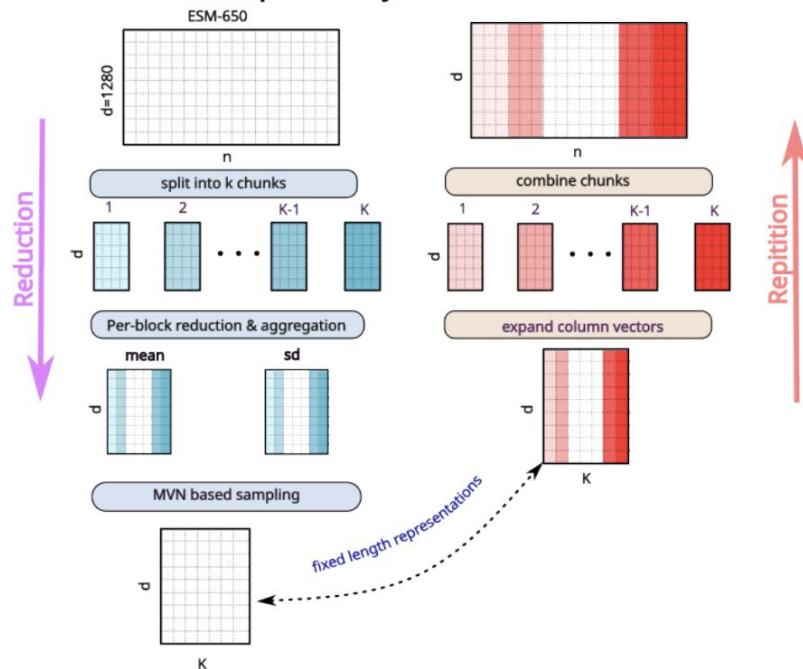 ESM-650
d=1280
n
split into k chunks
1 2 K-1 K
d
Per-block reduction & aggregation
mean sd
d d
MVN based sampling
d
K
Reduction
fixed length representations
d
n
combine chunks
1 2 K-1 K
d
expand column vectors
d
K
Repitition